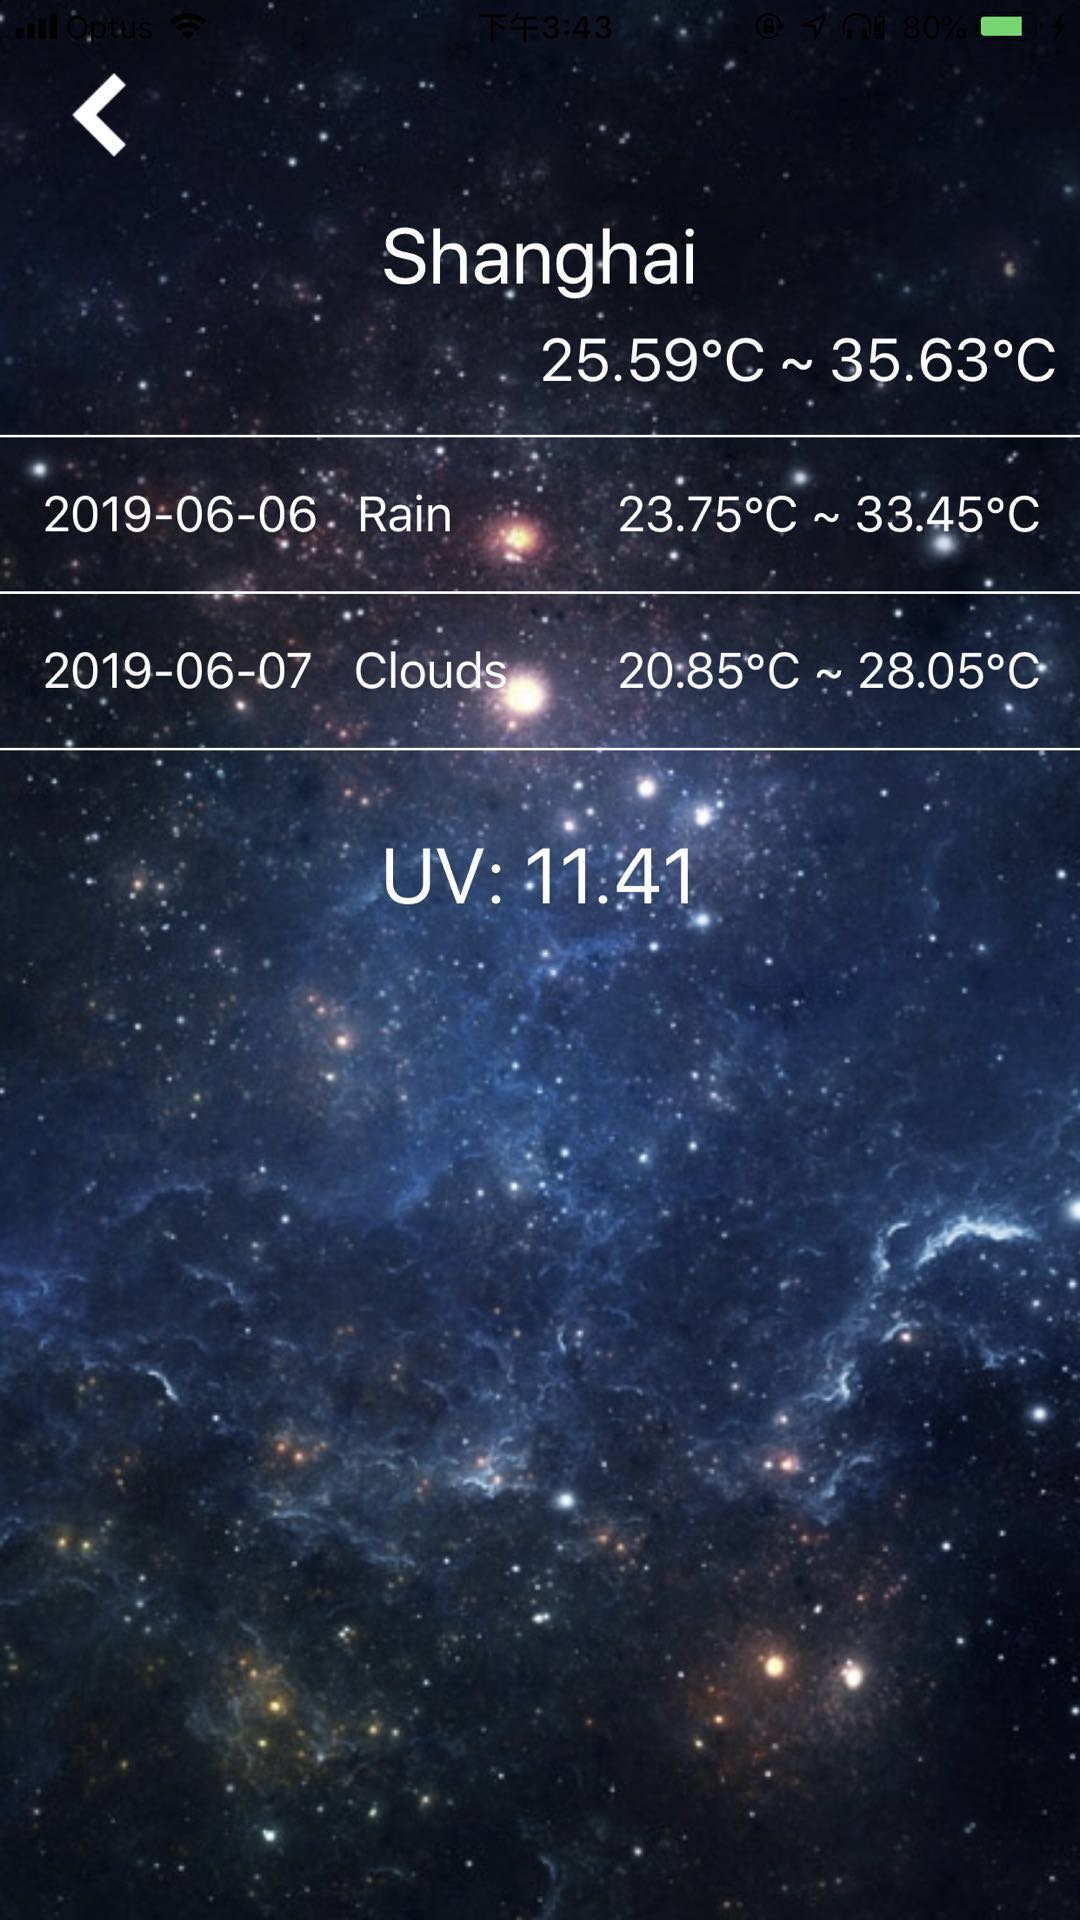 Optus 下午3:43 80%
Shanghai
25.59°C ~ 35.63°C
2019-06-06 Rain 23.75°C ~ 33.45°C
2019-06-07 Clouds 20.85°C ~ 28.05°C
UV: 11.41